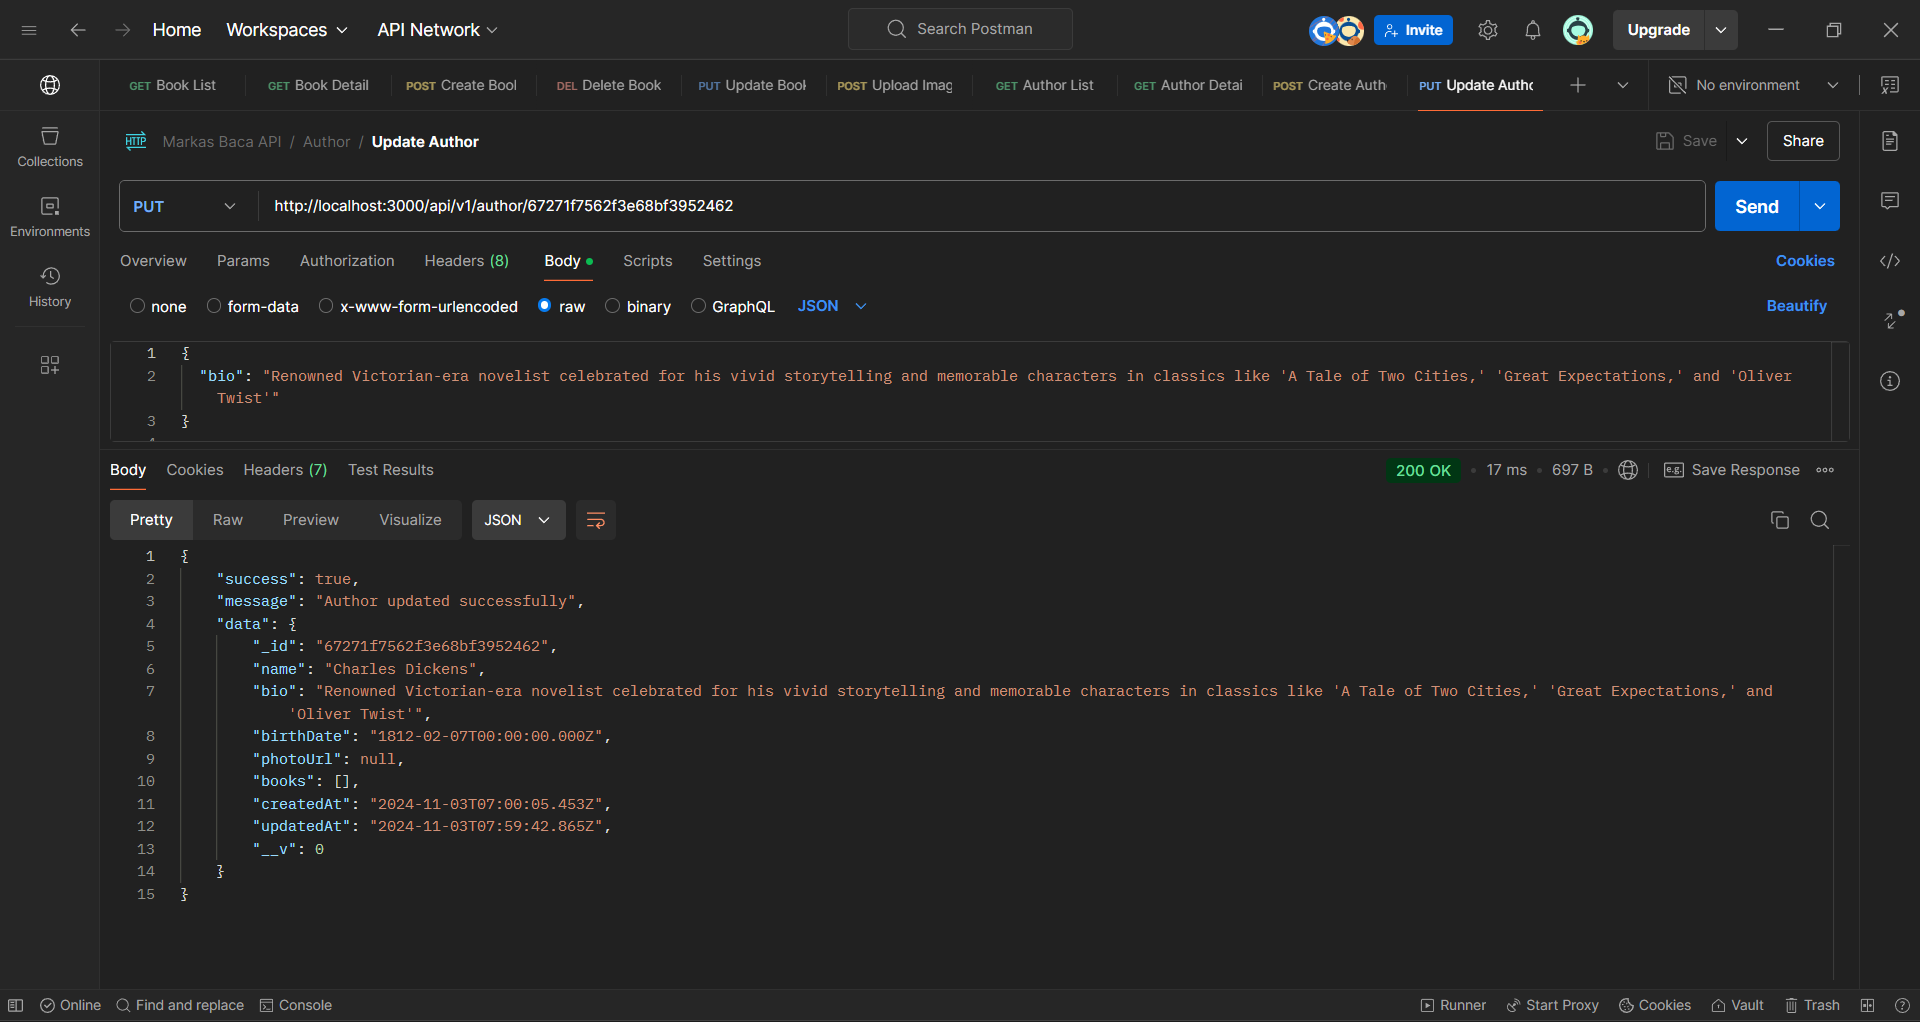 Home Workspaces API Network Search Postman Invite Upgrade
GET Book List GET Book Detail POST Create Bool DEL Delete Book PUT Update Book POST Upload Imag GET Author List GET Author Detai POST Create Auth PUT Update Autho No environment
Collections
Environments
History
HTTP Markas Baca API / Author / Update Author Save Share
PUT http://localhost:3000/api/v1/author/67271f7562f3e68bf3952462 Send
Overview Params Authorization Headers (8) Body Scripts Settings Cookies
none form-data x-www-form-urlencoded raw binary GraphQL JSON Beautify
1 {
2 "bio": "Renowned Victorian-era novelist celebrated for his vivid storytelling and memorable characters in classics like 'A Tale of Two Cities,' 'Great Expectations,' and 'Oliver
Twist'"
3 }
Body Cookies Headers (7) Test Results 200 OK 17 ms 697 B e.g. Save Response
Pretty Raw Preview Visualize JSON
1 {
2 "success": true,
3 "message": "Author updated successfully",
4 "data": {
5 "_id": "67271f7562f3e68bf3952462",
6 "name": "Charles Dickens",
7 "bio": "Renowned Victorian-era novelist celebrated for his vivid storytelling and memorable characters in classics like 'A Tale of Two Cities,' 'Great Expectations,' and
'Oliver Twist'",
8 "birthDate": "1812-02-07T00:00:00.000Z",
9 "photoUrl": null,
10 "books": [],
11 "createdAt": "2024-11-03T07:00:05.453Z",
12 "updatedAt": "2024-11-03T07:59:42.865Z",
13 "__v": 0
14 }
15 }
Online Find and replace Console Runner Start Proxy Cookies Vault Trash